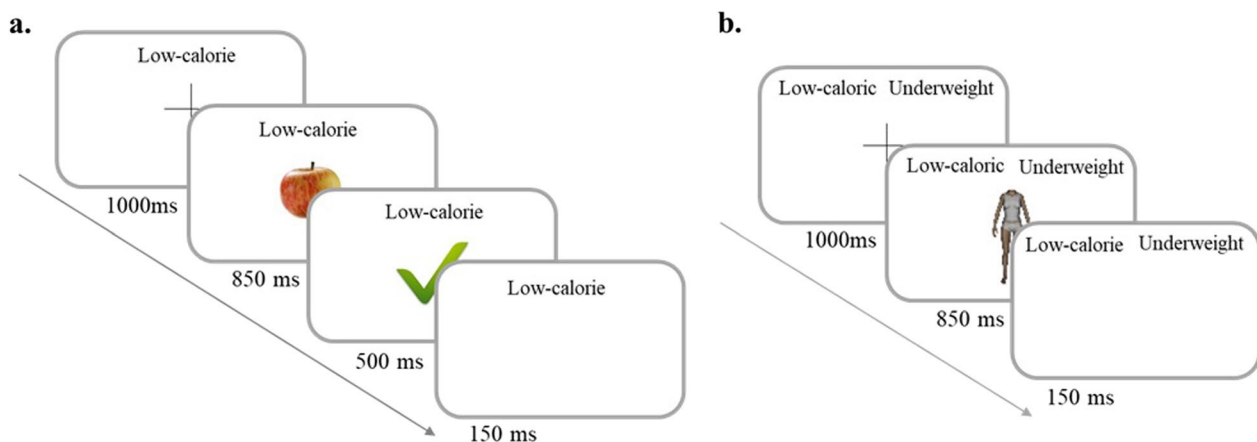 a.
Low-calorie
1000ms
Low-calorie
850 ms
Low-calorie
500 ms
Low-calorie
150 ms
b.
Low-caloric Underweight
1000ms
Low-caloric Underweight
850 ms
Low-calorie Underweight
150 ms